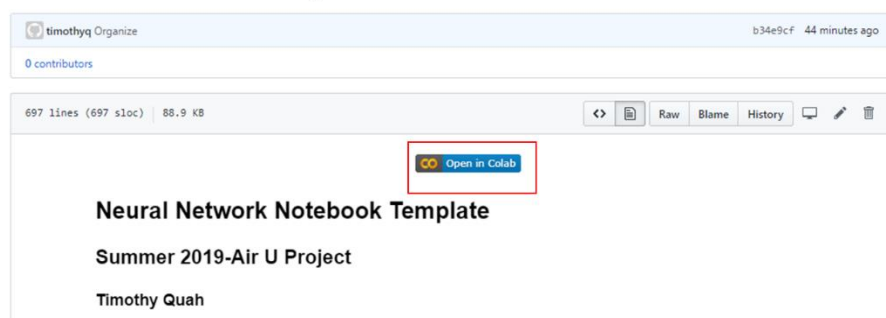 timothyq Organize b34e9cf 44 minutes ago
0 contributors
697 lines (697 sloc) 88.9 KB <> Raw Blame History
CO Open in Colab
Neural Network Notebook Template
Summer 2019-Air U Project
Timothy Quah